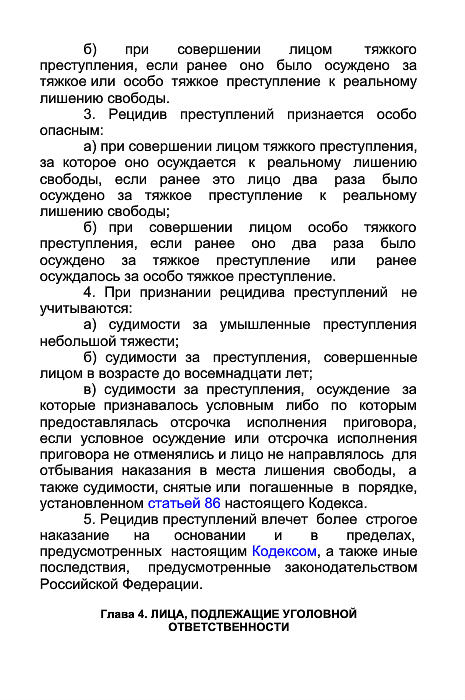 б) при совершении лицом тяжкого
преступления, если ранее оно было осуждено за
тяжкое или особо тяжкое преступление к реальному
лишению свободы.
3. Рецидив преступлений признается особо
опасным:
а) при совершении лицом тяжкого преступления,
за которое оно осуждается к реальному лишению
свободы, если ранее это лицо два раза было
осуждено за тяжкое преступление к реальному
лишению свободы;
б) при совершении лицом особо тяжкого
преступления, если ранее оно два раза было
осуждено за тяжкое преступление или ранее
осуждалось за особо тяжкое преступление.
4. При признании рецидива преступлений не
учитываются:
а) судимости за умышленные преступления
небольшой тяжести;
б) судимости за преступления, совершенные
лицом в возрасте до восемнадцати лет;
в) судимости за преступления, осуждение за
которые признавалось условным либо по которым
предоставлялась отсрочка исполнения приговора,
если условное осуждение или отсрочка исполнения
приговора не отменялись и лицо не направлялось для
отбывания наказания в места лишения свободы, а
также судимости, снятые или погашенные в порядке,
установленном статьей 86 настоящего Кодекса.
5. Рецидив преступлений влечет более строгое
наказание на основании и в пределах,
предусмотренных настоящим Кодексом, а также иные
последствия, предусмотренные законодательством
Российской Федерации.
Глава 4. ЛИЦА, ПОДЛЕЖАЩИЕ УГОЛОВНОЙ
ОТВЕТСТВЕННОСТИ